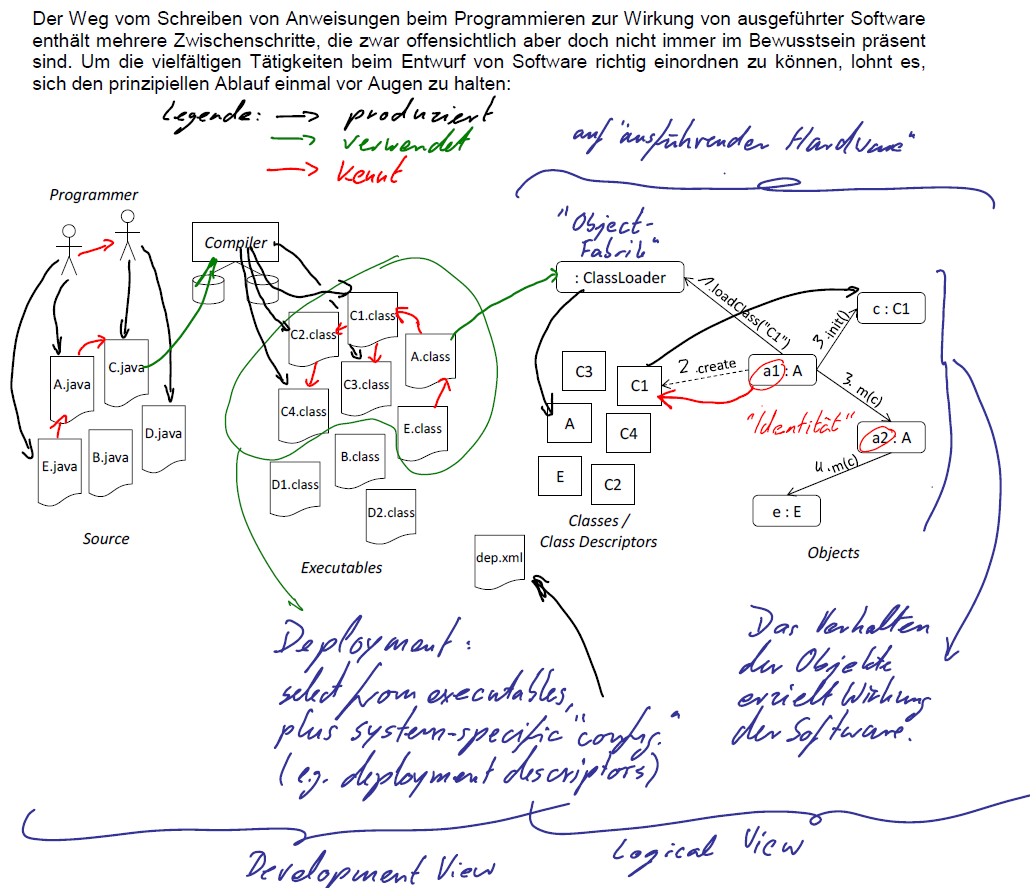 Der Weg vom Schreiben von Anweisungen beim Programmieren zur Wirkung von ausgeführter Software
enthält mehrere Zwischenschritte, die zwar offensichtlich aber doch nicht immer im Bewusstsein präsent
sind. Um die vielfältigen Tätigkeiten beim Entwurf von Software richtig einordnen zu können, lohnt es,
sich den prinzipiellen Ablauf einmal vor Augen zu halten:
Legende: → produziert
→ verwendet
→ kennt
auf "ausführender Hardware"
Programmer
Compiler
"Object-
Fabrik"
: ClassLoader
1.loadClass("C1")
c : C1
3.init()
C1.class
C2.class
A.class
C3.class
C4.class
E.class
B.class
D1.class
D2.class
Executables
A.java
C.java
D.java
B.java
E.java
Source
C3
C1
A
C4
E
C2
Classes /
Class Descriptors
2.create
a1 : A
3. m(c)
"Identität"
a2 : A
4.m(c)
e : E
Objects
dep.xml
Deployment:
select from executables,
plus system-specific "config."
(e.g. deployment descriptors)
Das Verhalten
der Objekte
erzielt Wirkung
der Software.
Development View
Logical View